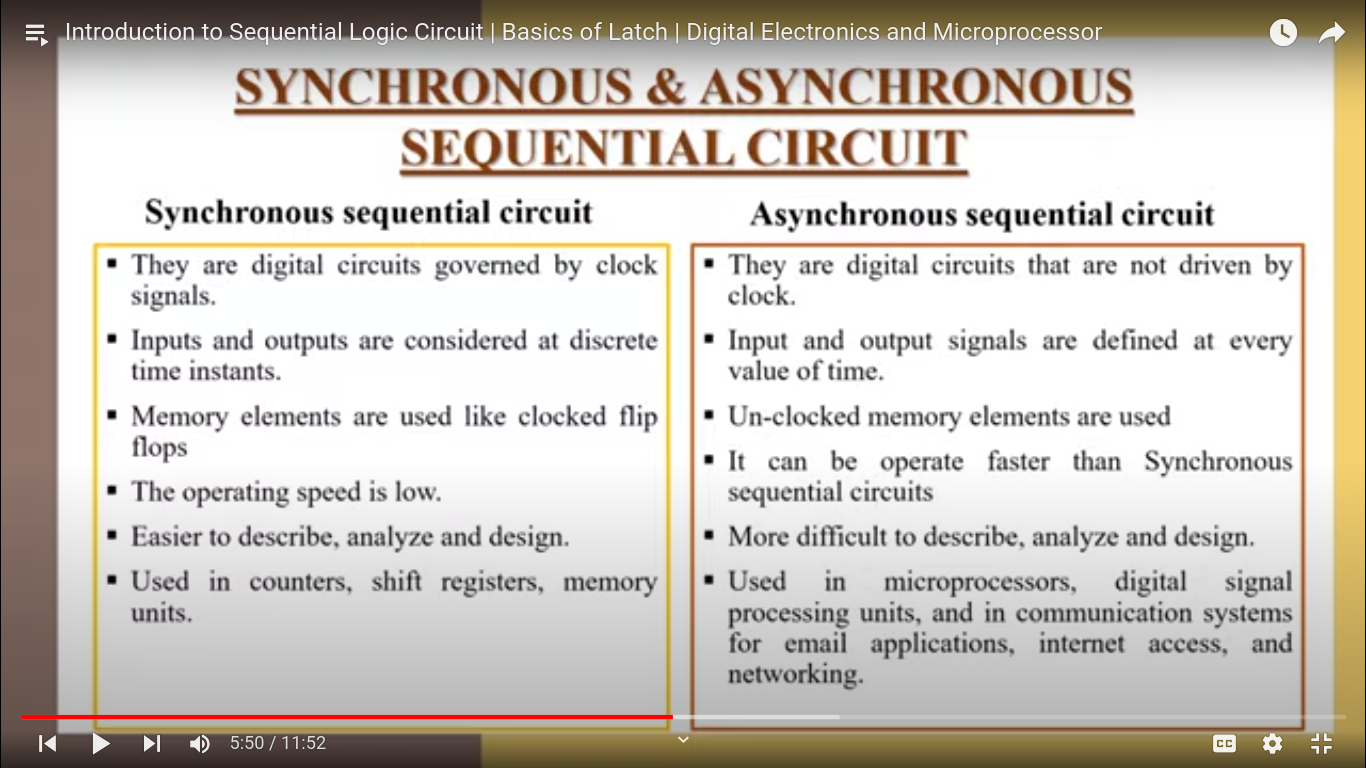 Introduction to Sequential Logic Circuit | Basics of Latch | Digital Electronics and Microprocessor
SYNCHRONOUS & ASYNCHRONOUS
SEQUENTIAL CIRCUIT
Synchronous sequential circuit
▪ They are digital circuits governed by clock
signals.
▪ Inputs and outputs are considered at discrete
time instants.
▪ Memory elements are used like clocked flip
flops
▪ The operating speed is low.
▪ Easier to describe, analyze and design.
▪ Used in counters, shift registers, memory
units.
Asynchronous sequential circuit
▪ They are digital circuits that are not driven by
clock.
▪ Input and output signals are defined at every
value of time.
▪ Un-clocked memory elements are used
▪ It can be operate faster than Synchronous
sequential circuits
▪ More difficult to describe, analyze and design.
▪ Used in microprocessors, digital signal
processing units, and in communication systems
for email applications, internet access, and
networking.
5:50 / 11:52
CC